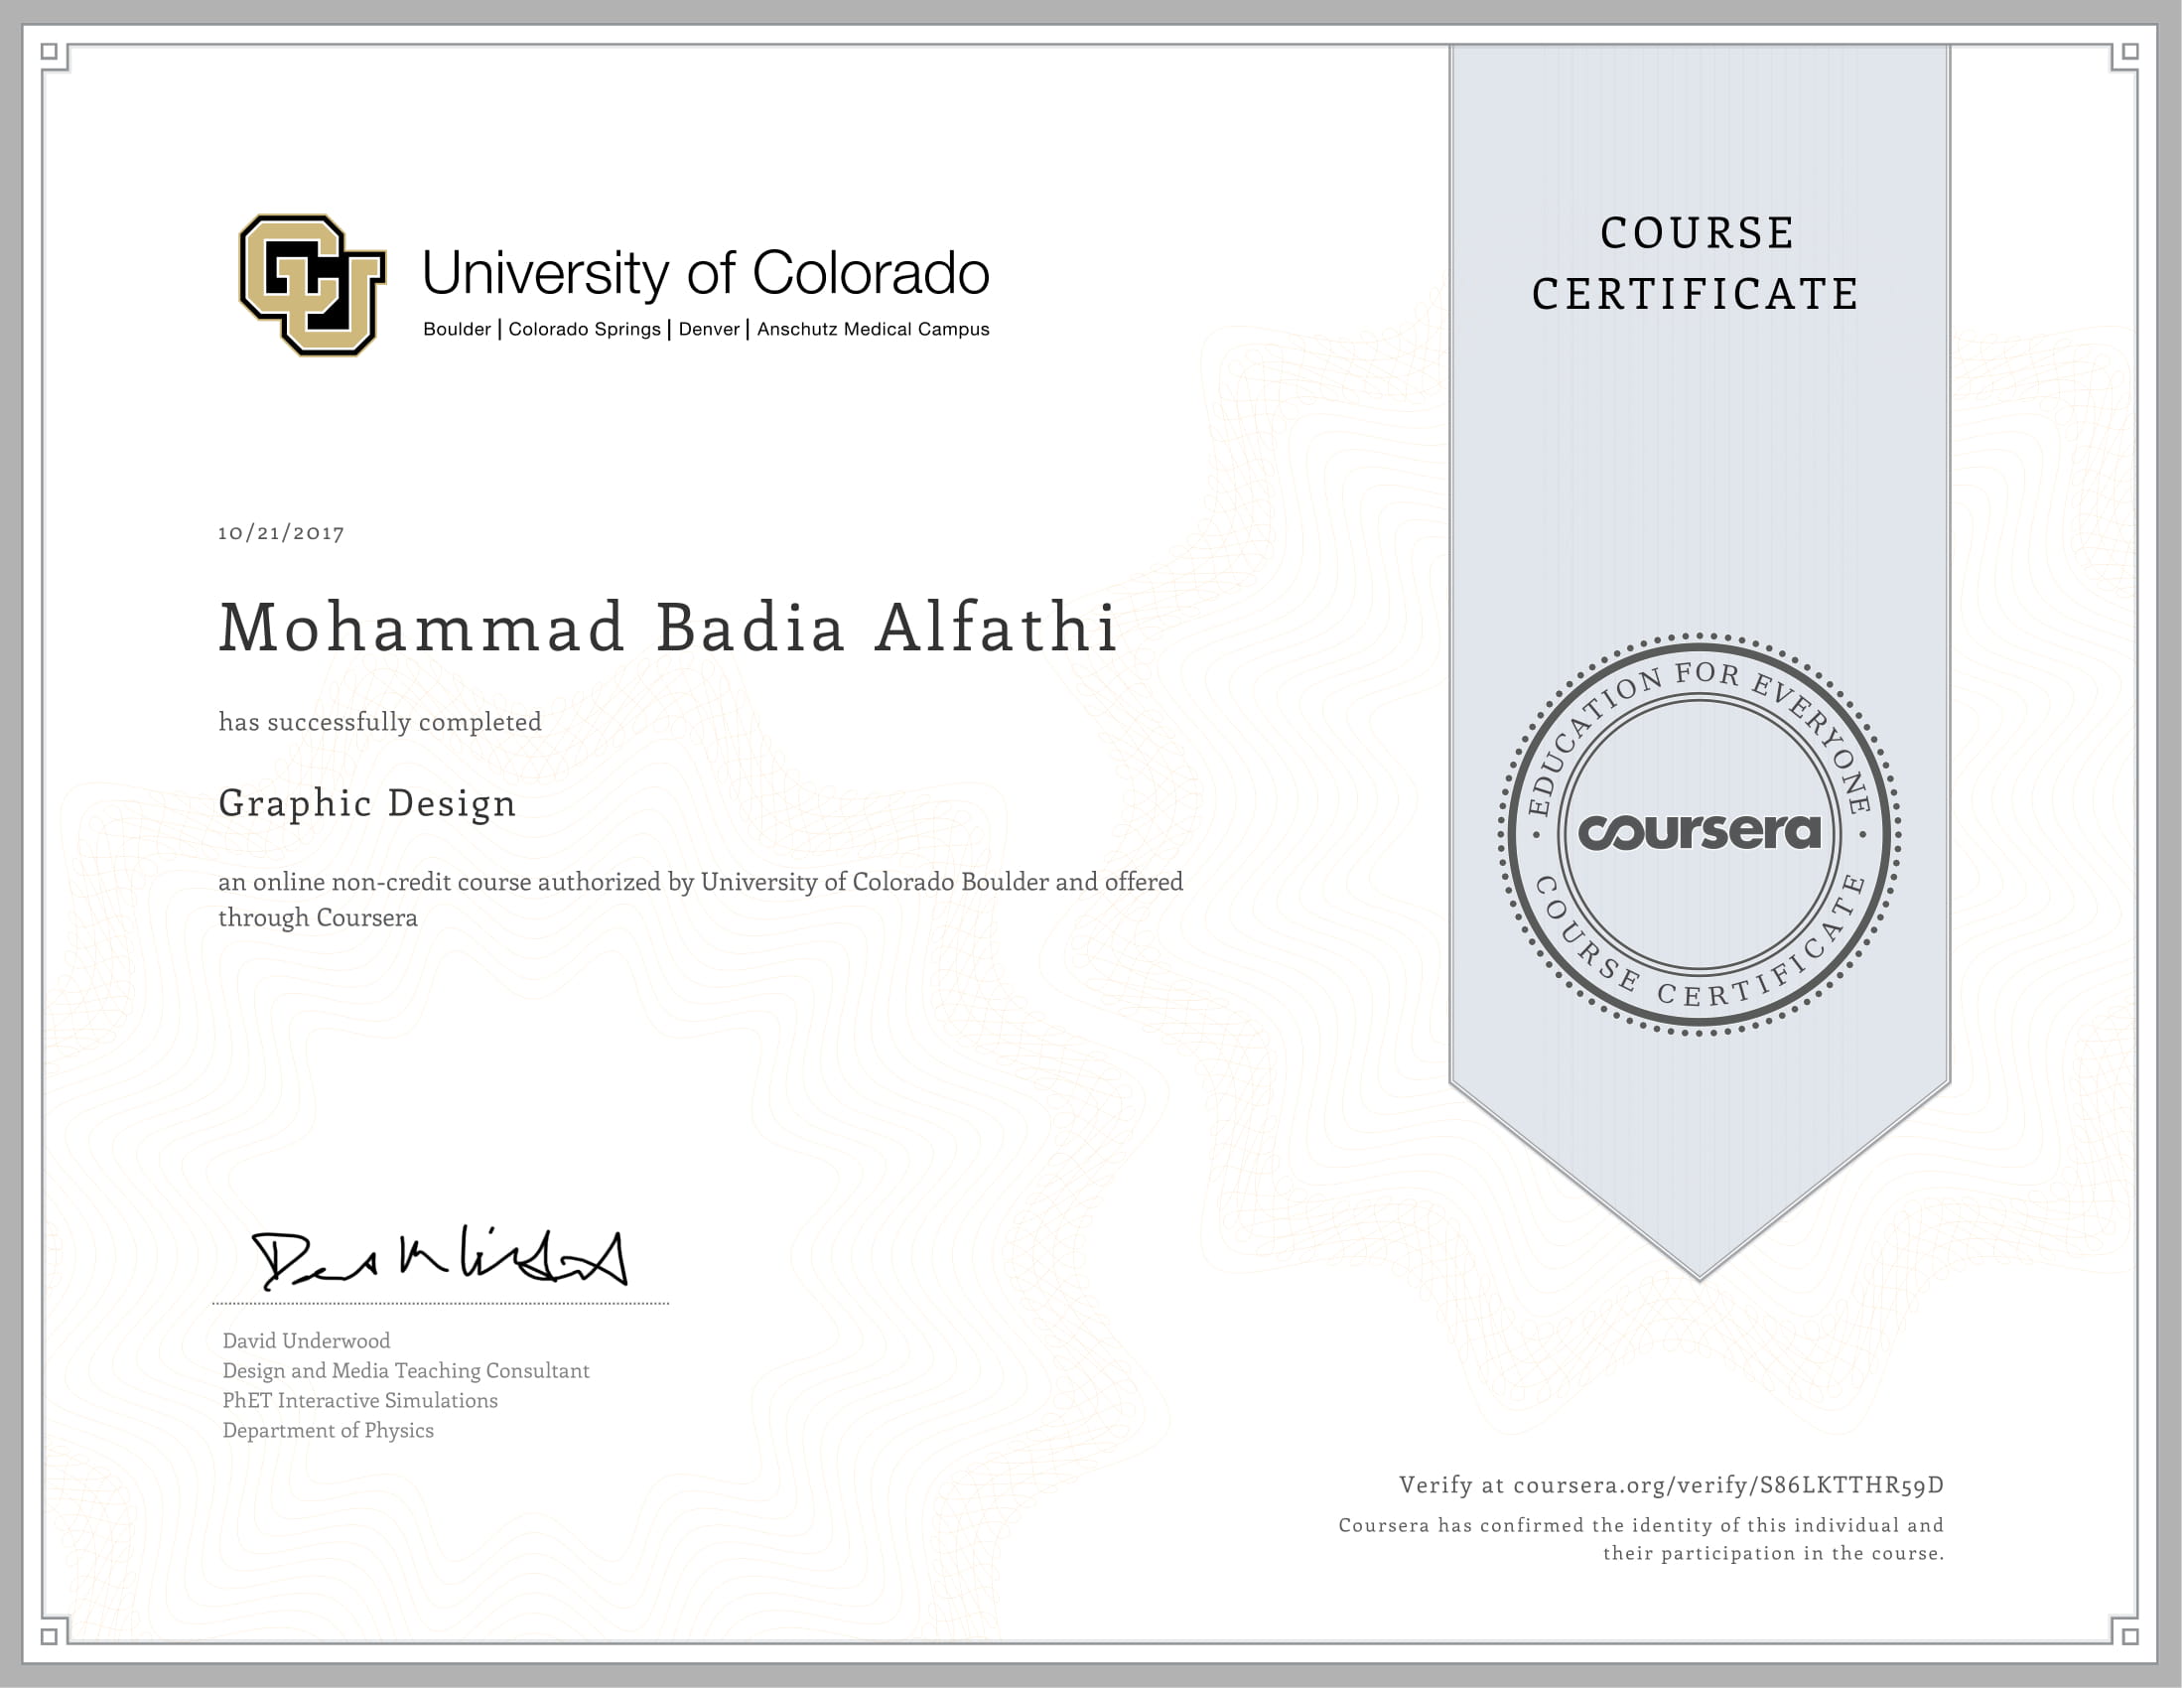 CU
University of Colorado
Boulder | Colorado Springs | Denver | Anschutz Medical Campus
COURSE
CERTIFICATE
10/21/2017
Mohammad Badia Alfathi
has successfully completed
Graphic Design
an online non-credit course authorized by University of Colorado Boulder and offered
through Coursera
EDUCATION FOR EVERYONE
coursera
COURSE CERTIFICATE
David Underwood
Design and Media Teaching Consultant
PhET Interactive Simulations
Department of Physics
Verify at coursera.org/verify/S86LKTTHR59D
Coursera has confirmed the identity of this individual and
their participation in the course.